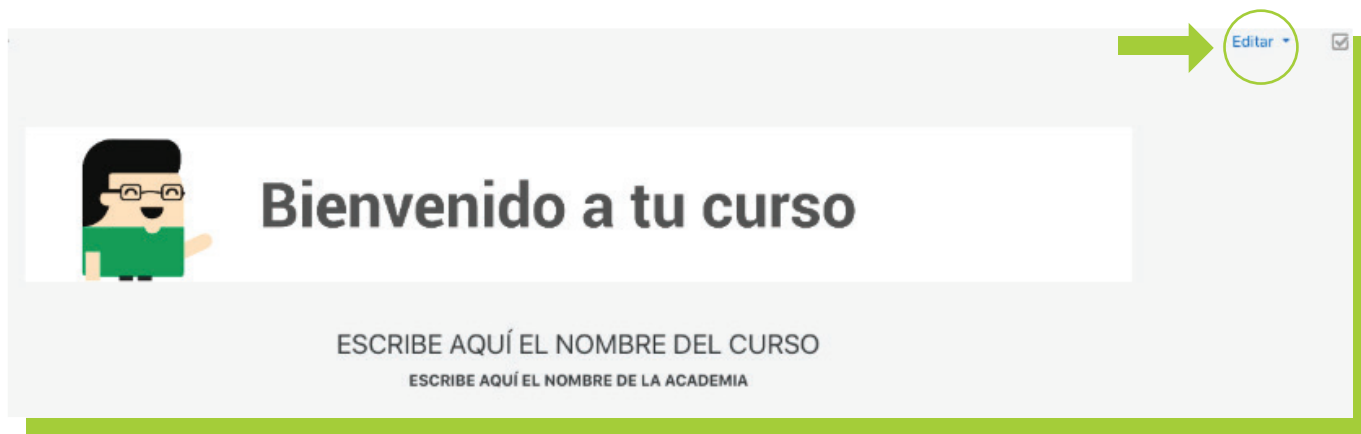 Editar
Bienvenido a tu curso
ESCRIBE AQUÍ EL NOMBRE DEL CURSO
ESCRIBE AQUÍ EL NOMBRE DE LA ACADEMIA